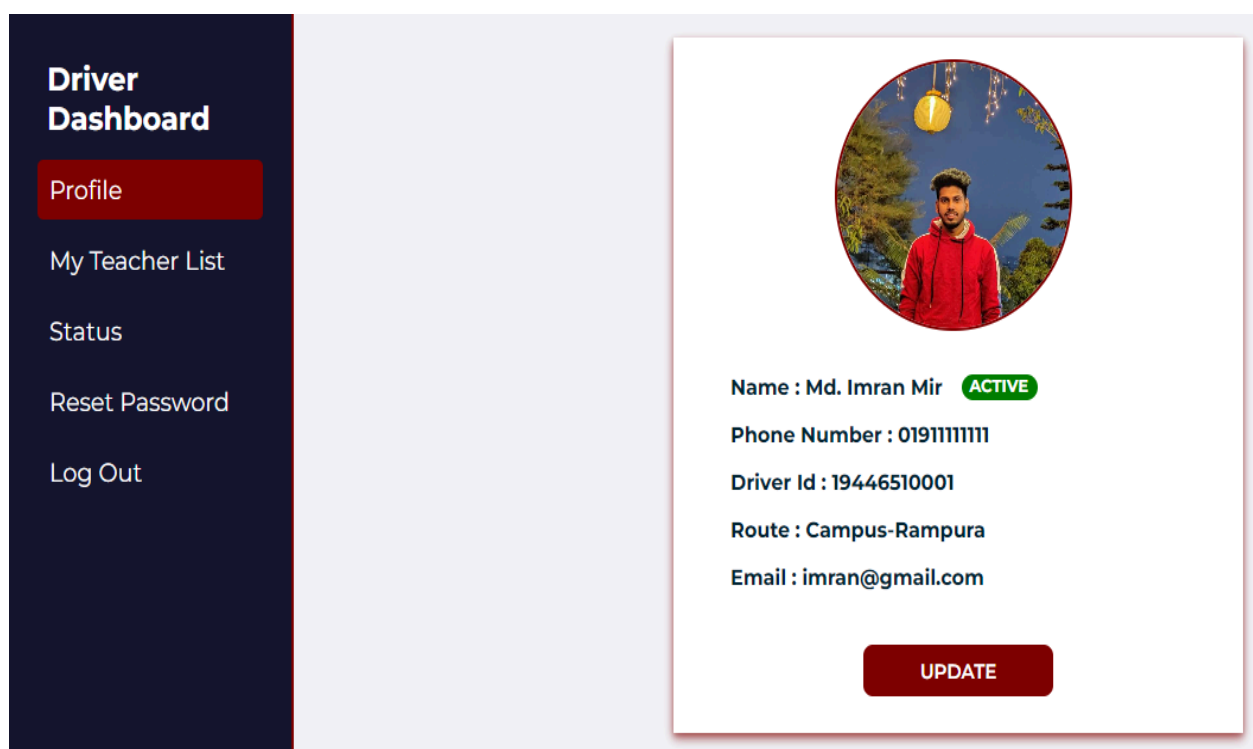 Driver
Dashboard
Profile
My Teacher List
Status
Reset Password
Log Out
Name : Md. Imran Mir ACTIVE
Phone Number : 01911111111
Driver Id : 19446510001
Route : Campus-Rampura
Email : imran@gmail.com
UPDATE